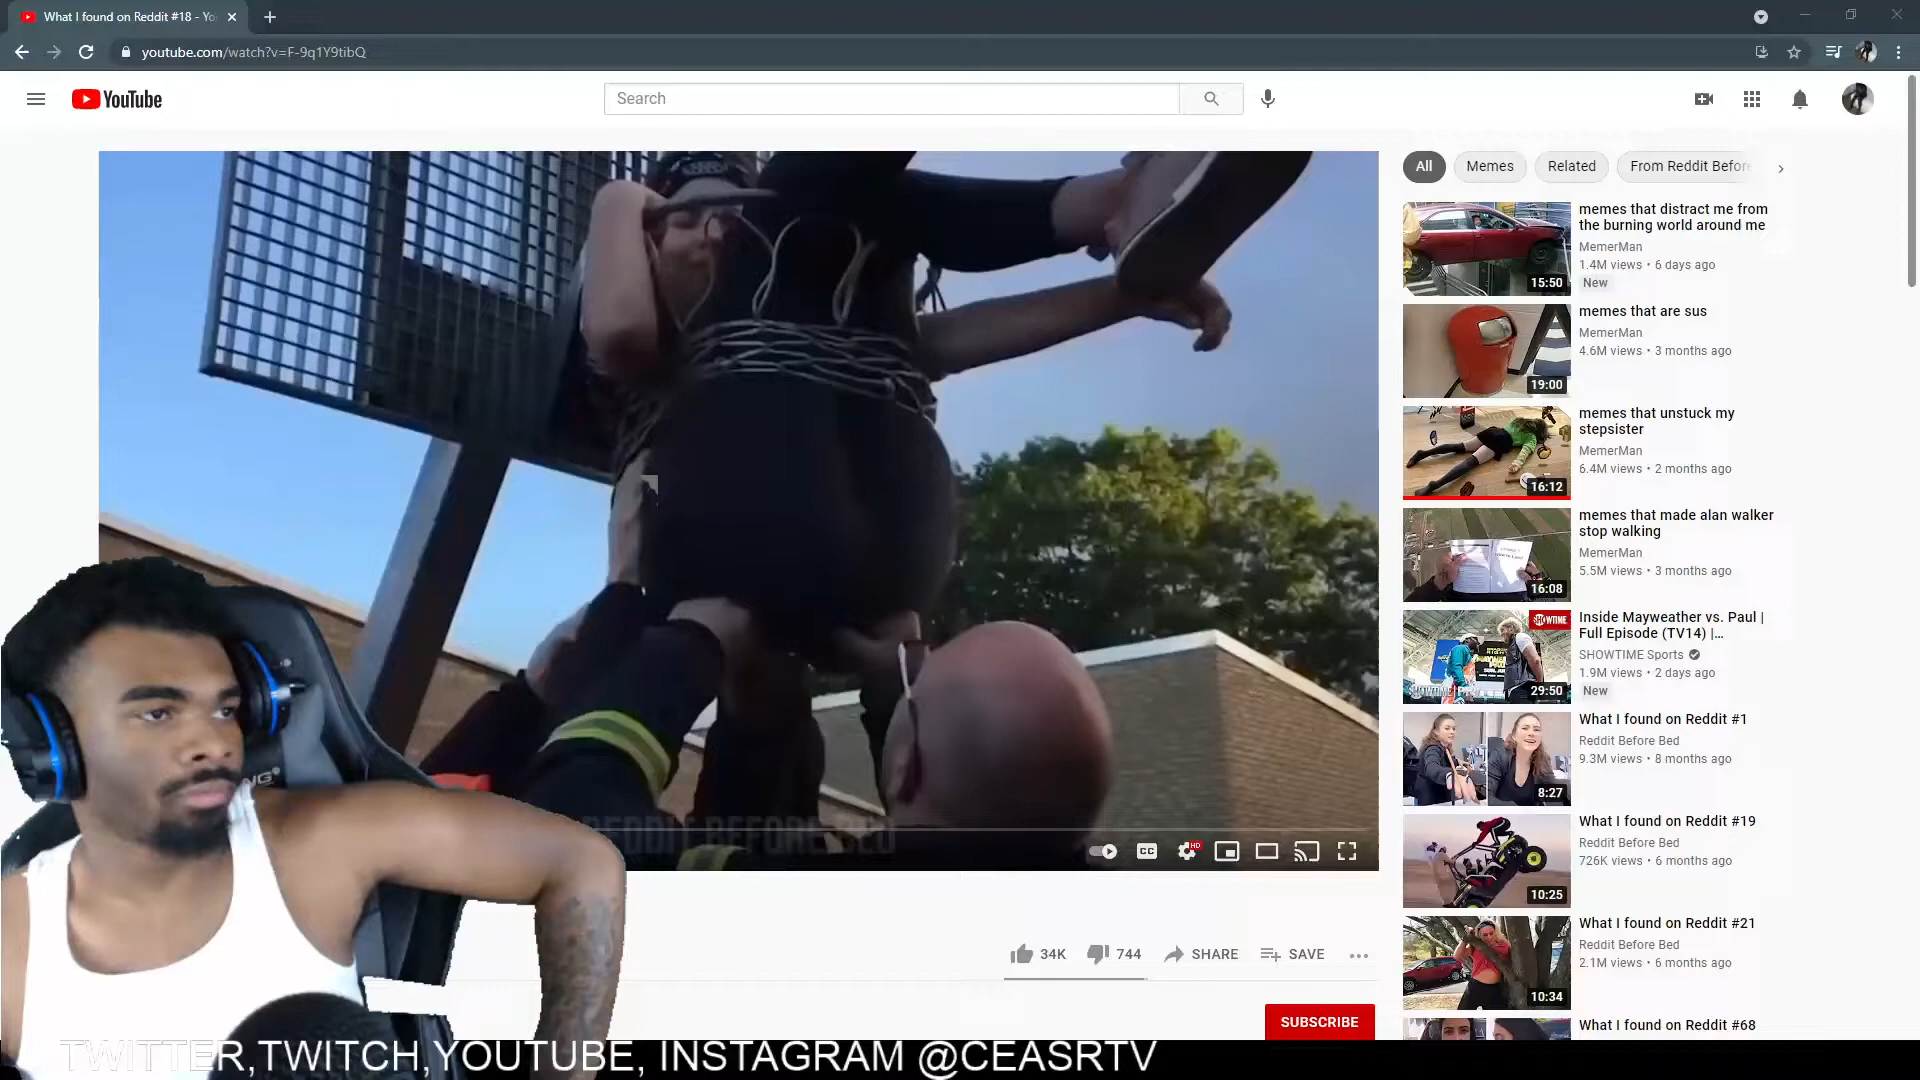 What I found on Reddit #18 - Yo
youtube.com/watch?v=F-9q1Y9tibQ
YouTube
Search
All
Memes
Related
From Reddit Before
memes that distract me from
the burning world around me
MemerMan
1.4M views • 6 days ago
New
15:50
memes that are sus
MemerMan
4.6M views • 3 months ago
19:00
memes that unstuck my
stepsister
MemerMan
6.4M views • 2 months ago
16:12
memes that made alan walker
stop walking
MemerMan
5.5M views • 3 months ago
16:08
SHOWTIME
Inside Mayweather vs. Paul |
Full Episode (TV14) |...
SHOWTIME Sports
1.9M views • 2 days ago
New
29:50
What I found on Reddit #1
Reddit Before Bed
9.3M views • 8 months ago
8:27
What I found on Reddit #19
Reddit Before Bed
726K views • 6 months ago
10:25
What I found on Reddit #21
Reddit Before Bed
2.1M views • 6 months ago
10:34
What I found on Reddit #68
REDDIT BEFORE BED
CC
HD
34K
744
SHARE
SAVE
SUBSCRIBE
TWITTER,TWITCH,YOUTUBE, INSTAGRAM @CEASRTV